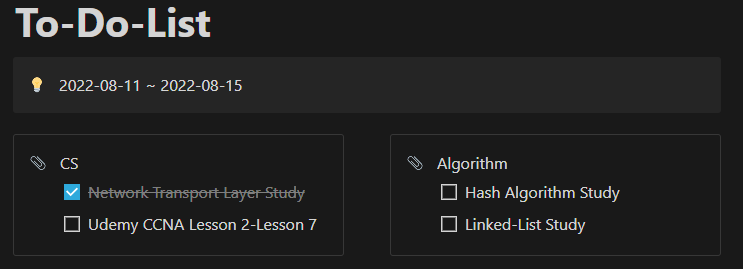 To-Do-List
2022-08-11 ~ 2022-08-15
CS
Network Transport Layer Study
Udemy CCNA Lesson 2-Lesson 7
Algorithm
Hash Algorithm Study
Linked-List Study